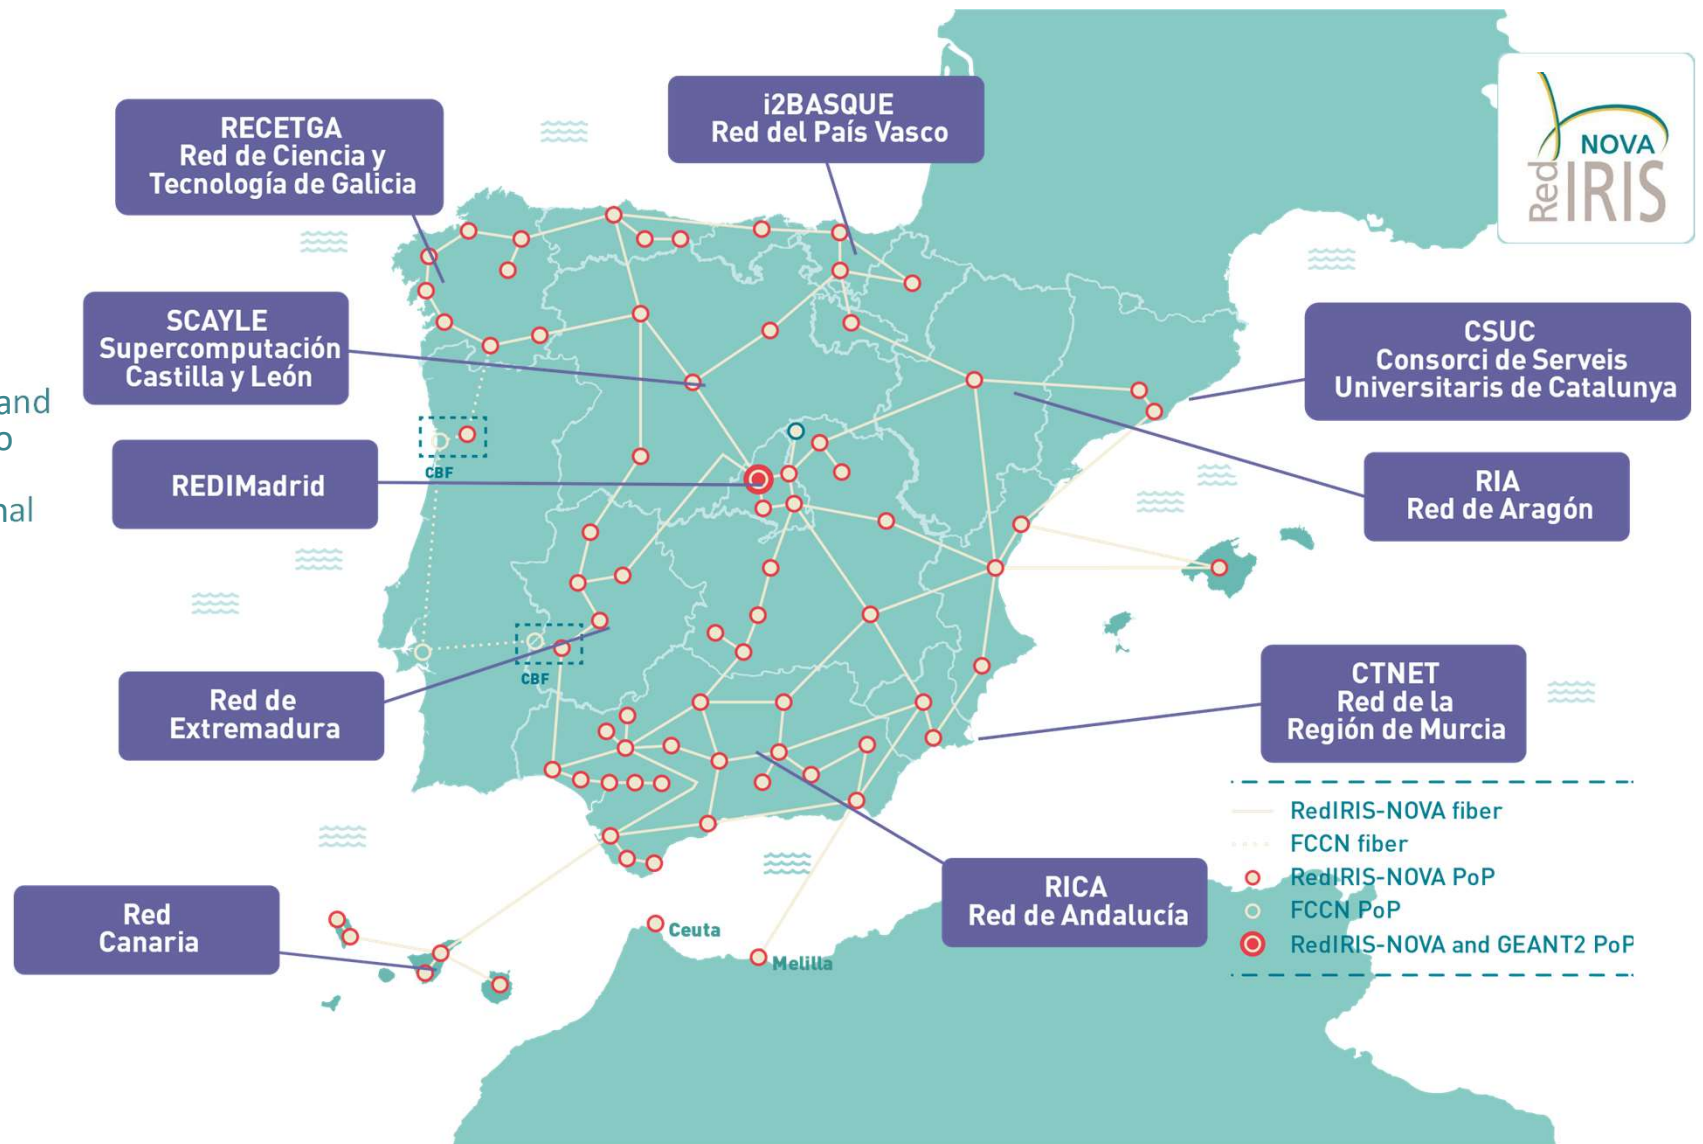 i2BASQUE
Red del País Vasco
RECETGA
Red de Ciencia y
Tecnología de Galicia
Red
NOVA
IRIS
SCAYLE
Supercomputación
Castilla y León
CSUC
Consorci de Serveis
Universitaris de Catalunya
and
o
nal
REDIMadrid
CBF
RIA
Red de Aragón
Red de
Extremadura
CBF
CTNET
Red de la
Región de Murcia
RedIRIS-NOVA fiber
FCCN fiber
RedIRIS-NOVA PoP
FCCN PoP
RedIRIS-NOVA and GEANT2 PoP
RICA
Red de Andalucía
Red
Canaria
Ceuta
Melilla